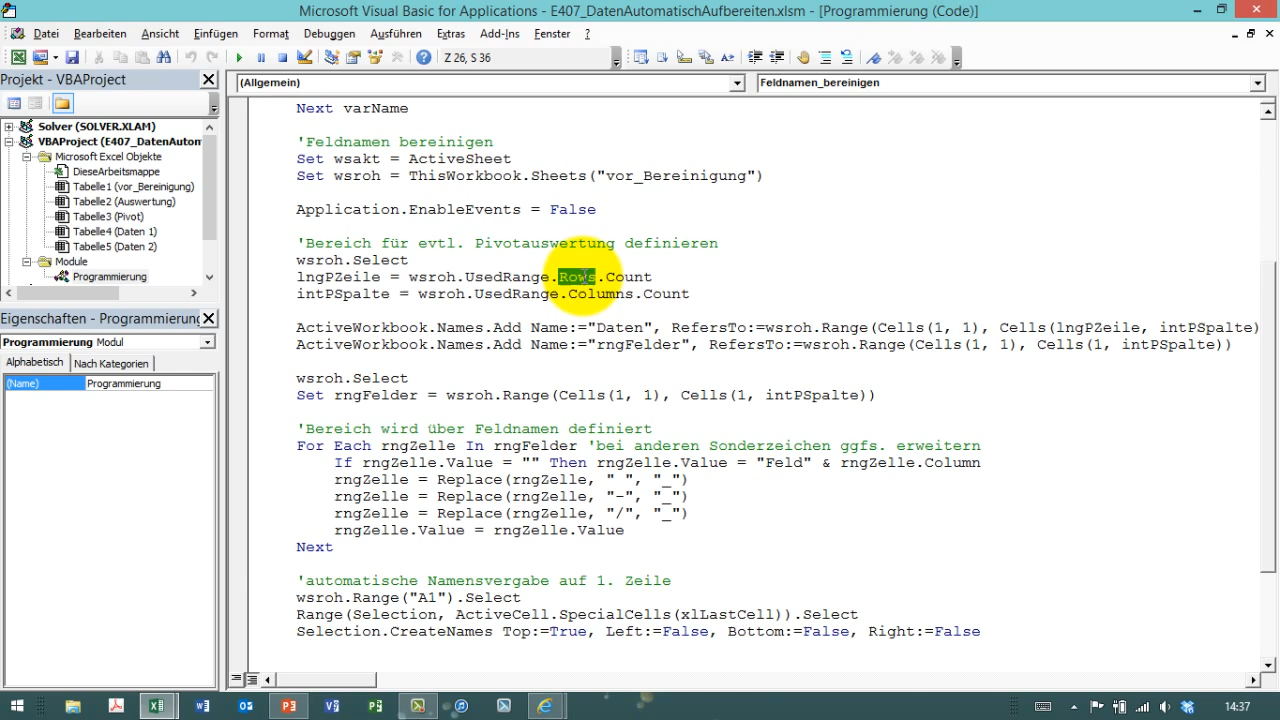 Microsoft Visual Basic for Applications - E407_DatenAutomatischAufbereiten.xlsm - [Programmierung (Code)]
Datei Bearbeiten Ansicht Einfügen Format Debuggen Ausführen Extras Add-Ins Fenster ?
Z 26, S 36
Projekt - VBAProject
Solver (SOLVER.XLAM)
VBAProject (E407_DatenAutom
Microsoft Excel Objekte
DieseArbeitsmappe
Tabelle1 (vor_Bereinigung)
Tabelle2 (Auswertung)
Tabelle3 (Pivot)
Tabelle4 (Daten 1)
Tabelle5 (Daten 2)
Module
Programmierung
Eigenschaften - Programmierung
Programmierung Modul
Alphabetisch Nach Kategorien
(Name) Programmierung
(Allgemein) Feldnamen_bereinigen
Next varName
'Feldnamen bereinigen
Set wsakt = ActiveSheet
Set wsroh = ThisWorkbook.Sheets("vor_Bereinigung")
Application.EnableEvents = False
'Bereich für evtl. Pivotauswertung definieren
wsroh.Select
lngPZeile = wsroh.UsedRange.Rows.Count
intPSpalte = wsroh.UsedRange.Columns.Count
ActiveWorkbook.Names.Add Name:="Daten", RefersTo:=wsroh.Range(Cells(1, 1), Cells(lngPZeile, intPSpalte)
ActiveWorkbook.Names.Add Name:="rngFelder", RefersTo:=wsroh.Range(Cells(1, 1), Cells(1, intPSpalte))
wsroh.Select
Set rngFelder = wsroh.Range(Cells(1, 1), Cells(1, intPSpalte))
'Bereich wird über Feldnamen definiert
For Each rngZelle In rngFelder 'bei anderen Sonderzeichen ggfs. erweitern
If rngZelle.Value = "" Then rngZelle.Value = "Feld" & rngZelle.Column
rngZelle = Replace(rngZelle, " ", "_")
rngZelle = Replace(rngZelle, "-", "_")
rngZelle = Replace(rngZelle, "/", "_")
rngZelle.Value = rngZelle.Value
Next
'automatische Namensvergabe auf 1. Zeile
wsroh.Range("A1").Select
Range(Selection, ActiveCell.SpecialCells(xlLastCell)).Select
Selection.CreateNames Top:=True, Left:=False, Bottom:=False, Right:=False
14:37